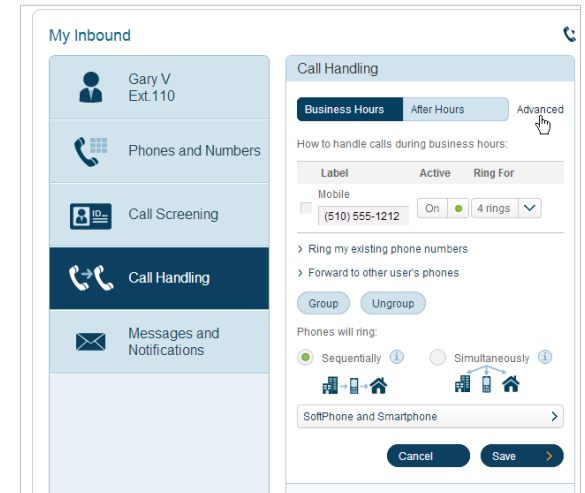 My Inbound
Gary V
Ext.110
Phones and Numbers
ID
Call Screening
Call Handling
Messages and
Notifications
Call Handling
Business Hours After Hours Advanced
How to handle calls during business hours:
Label Active Ring For
Mobile
(510) 555-1212 On 4 rings
> Ring my existing phone numbers
> Forward to other user's phones
Group Ungroup
Phones will ring:
Sequentially i Simultaneously i
SoftPhone and Smartphone >
Cancel Save >